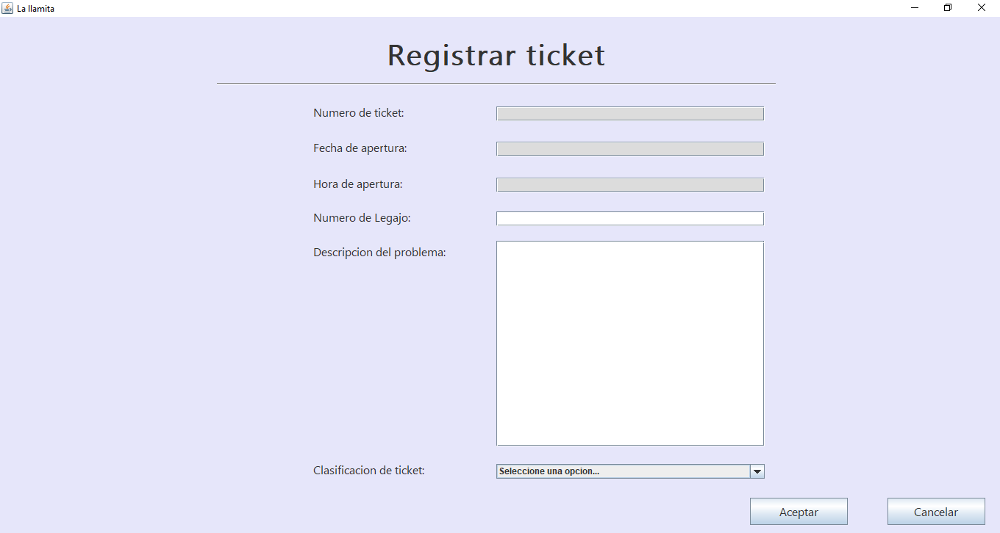 La llamita
Registrar ticket
Numero de ticket:
Fecha de apertura:
Hora de apertura:
Numero de Legajo:
Descripcion del problema:
Clasificacion de ticket:
Seleccione una opcion...
Aceptar
Cancelar